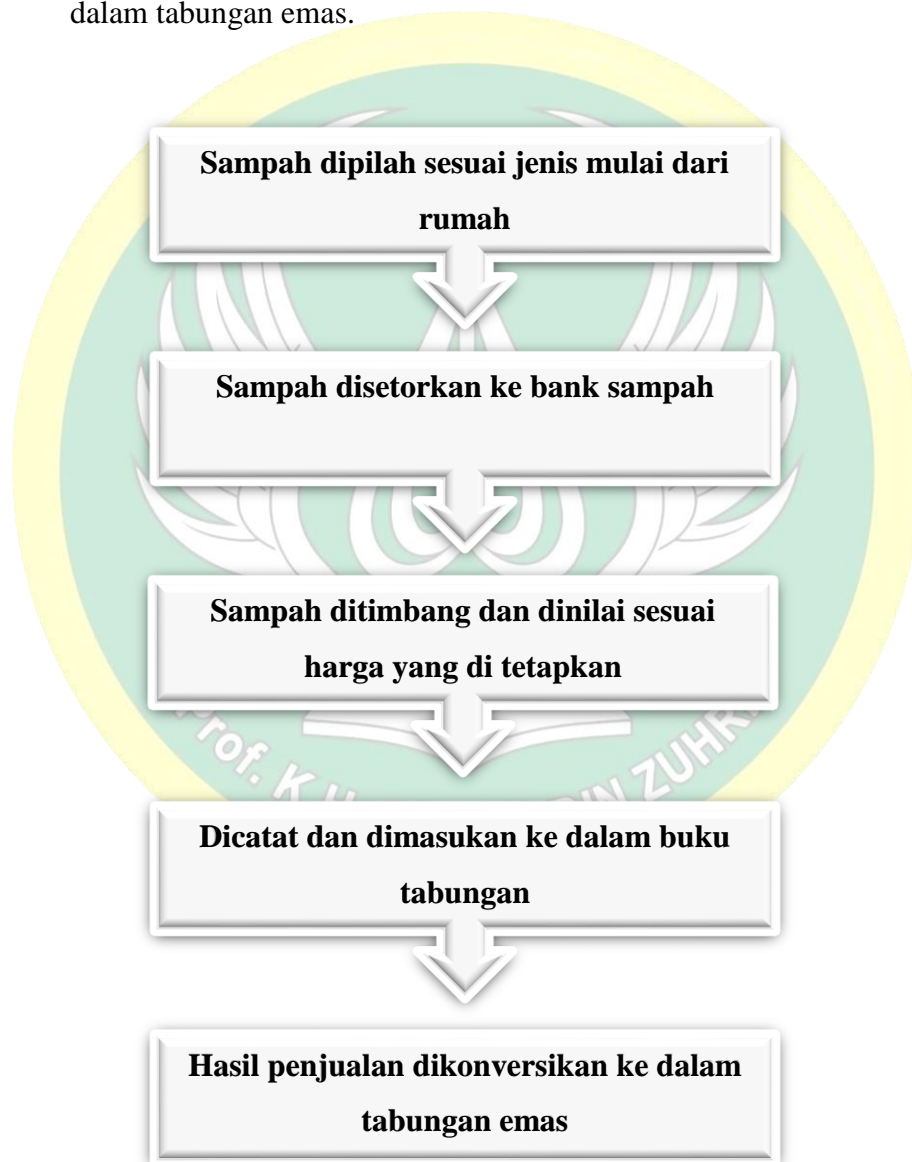 dalam tabungan emas.
Sampah dipilah sesuai jenis mulai dari
rumah
Sampah disetorkan ke bank sampah
Sampah ditimbang dan dinilai sesuai
harga yang di tetapkan
Prof. K.H.
ZUHRI
Dicatat dan dimasukan ke dalam buku
tabungan
Hasil penjualan dikonversikan ke dalam
tabungan emas